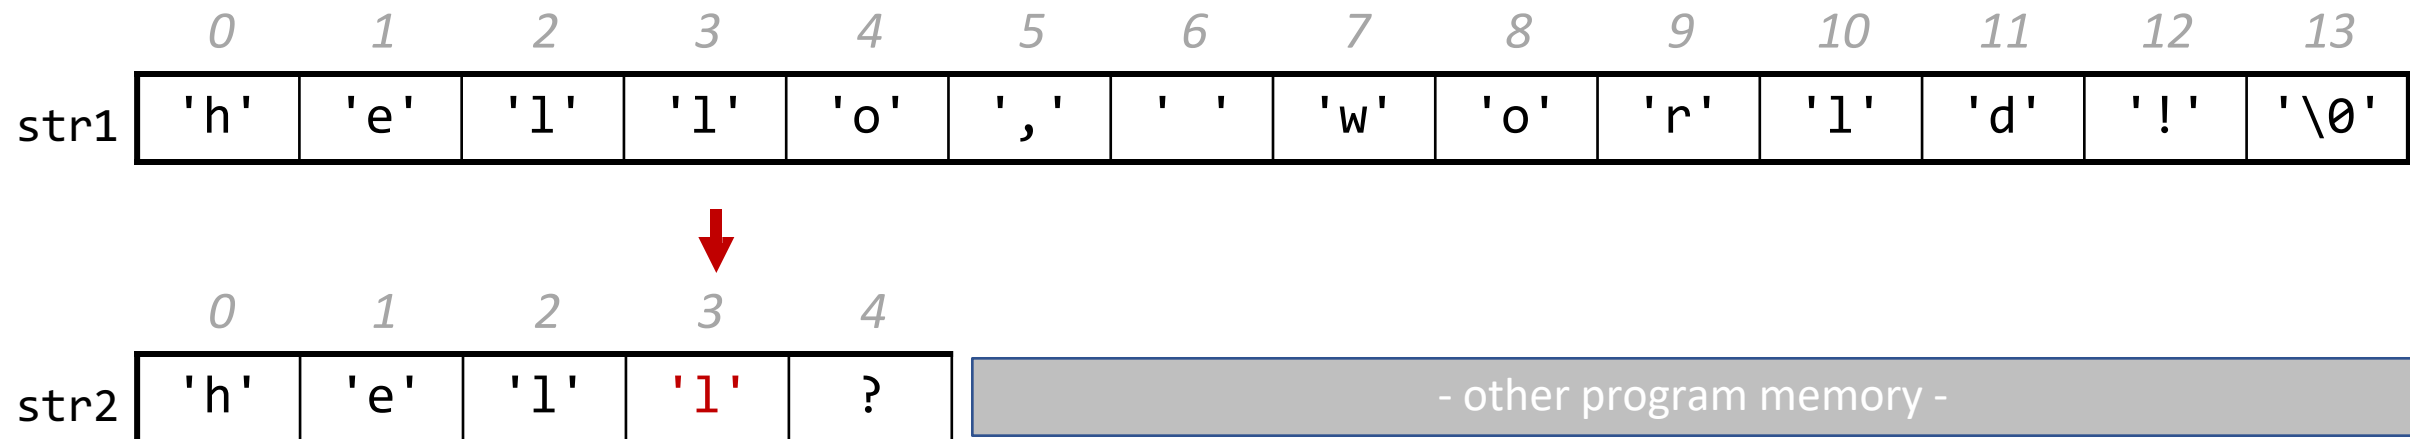 0 1 2 3 4 5 6 7 8 9 10 11 12 13
str1 'h' 'e' 'l' 'l' 'o' ',' ' ' 'w' 'o' 'r' 'l' 'd' '!' '\0'
0 1 2 3 4
str2 'h' 'e' 'l' 'l' ? - other program memory -